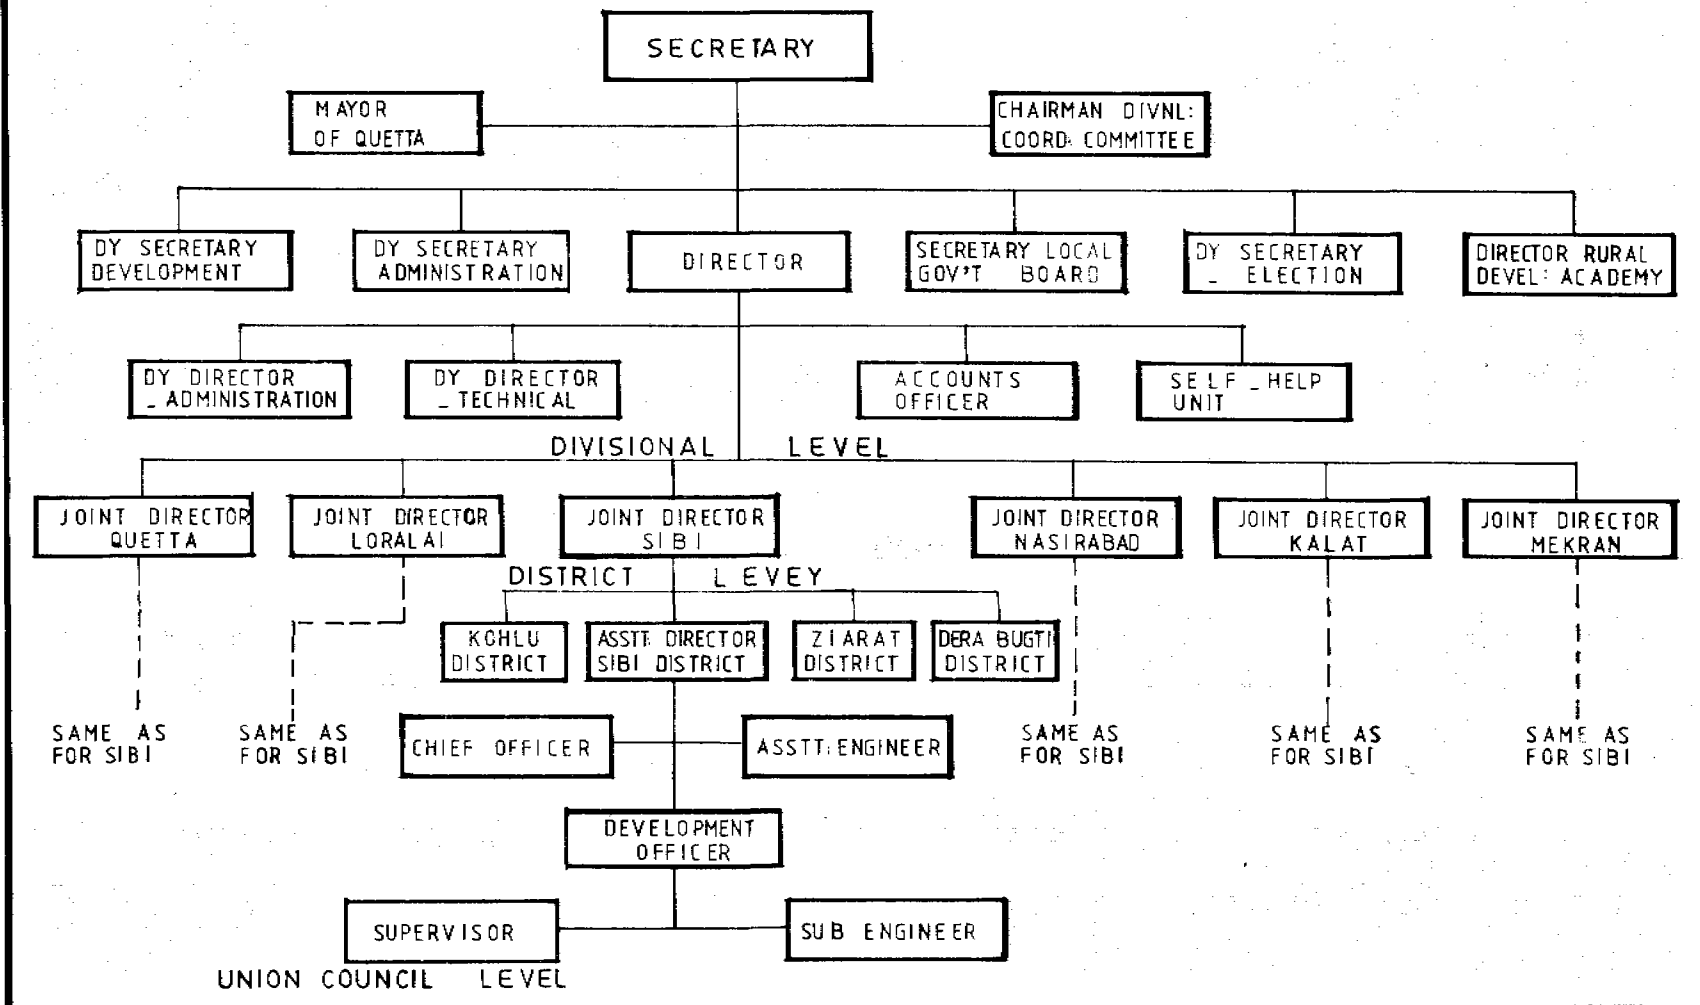 SECRETARY
MAYOR
OF QUETTA
CHAIRMAN DIVNL:
COORD. COMMITTEE
DY SECRETARY
DEVELOPMENT
DY SECRETARY
ADMINISTRATION
DIRECTOR
SECRETARY LOCAL
GOV'T BOARD
DY SECRETARY
_ ELECTION
DIRECTOR RURAL
DEVEL: ACADEMY
DY DIRECTOR
_ ADMINISTRATION
DY DIRECTOR
_ TECHNICAL
ACCOUNTS
OFFICER
SELF_HELP
UNIT
DIVISIONAL LEVEL
JOINT DIRECTOR
QUETTA
JOINT DIRECTOR
LORALAI
JOINT DIRECTOR
SIBI
JOINT DIRECTOR
NASIRABAD
JOINT DIRECTOR
KALAT
JOINT DIRECTOR
MEKRAN
DISTRICT LEVEY
KOHLU
DISTRICT
ASSTT: DIRECTOR
SIBI DISTRICT
ZIARAT
DISTRICT
DERA BUGTI
DISTRICT
SAME AS
FOR SIBI
SAME AS
FOR SIBI
CHIEF OFFICER
ASSTT: ENGINEER
SAME AS
FOR SIBI
SAME AS
FOR SIBI
SAME AS
FOR SIBI
DEVELOPMENT
OFFICER
SUPERVISOR
SUB ENGINEER
UNION COUNCIL LEVEL